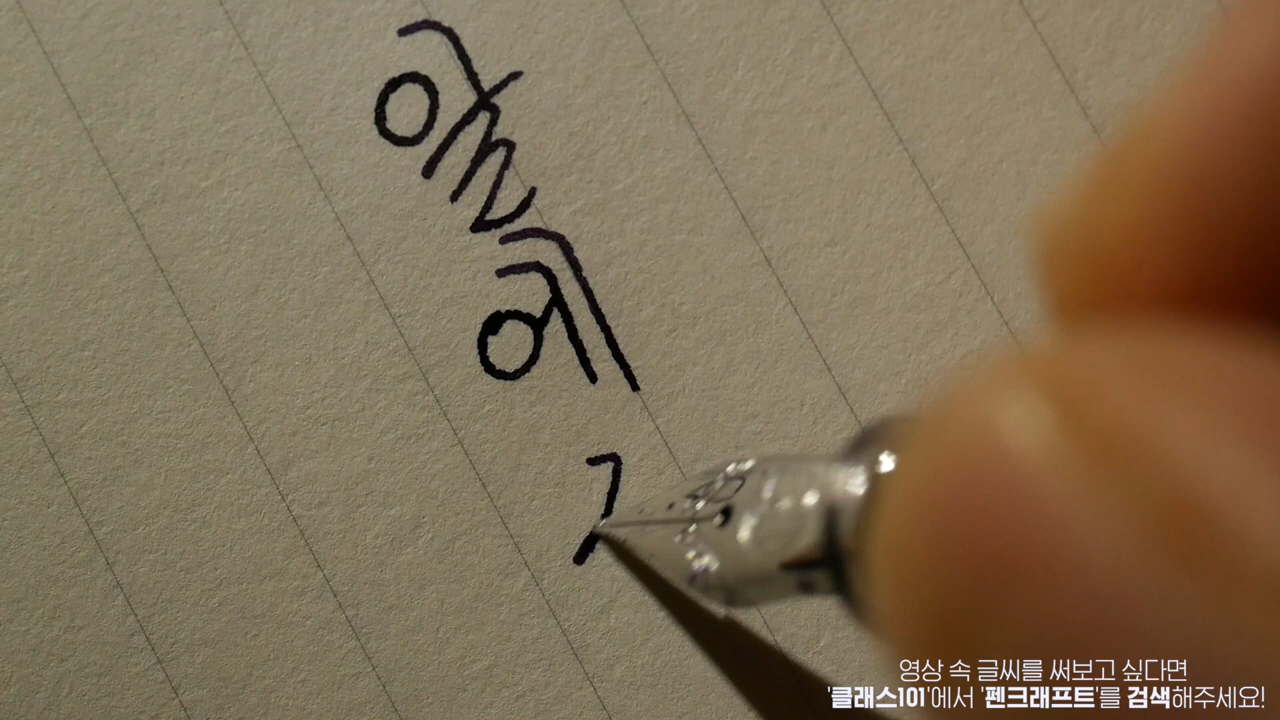 앞에
영상 속 글씨를 써보고 싶다면
'클래스101'에서 '펜크래프트'를 검색해주세요!